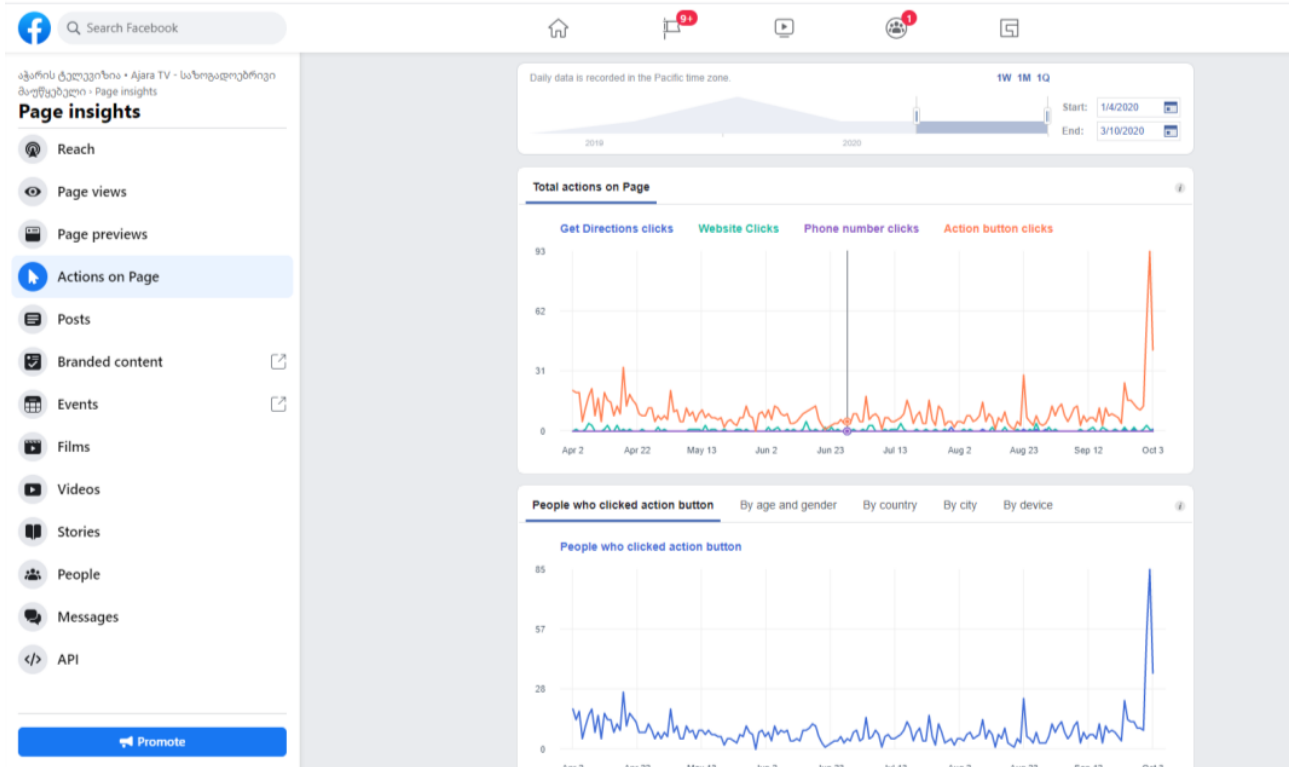 Search Facebook
9+
1
აჭარის ტელევიზია • Ajara TV - საზოგადოებრივი
მაუწყებელი › Page insights
Page insights
Reach
Page views
Page previews
Actions on Page
Posts
Branded content
Events
Films
Videos
Stories
People
Messages
API
Promote
Daily data is recorded in the Pacific time zone.
1W 1M 1Q
Start: 1/4/2020
End: 3/10/2020
2019 2020
Total actions on Page
Get Directions clicks Website Clicks Phone number clicks Action button clicks
93
62
31
0
Apr 2 Apr 22 May 13 Jun 2 Jun 23 Jul 13 Aug 2 Aug 23 Sep 12 Oct 3
People who clicked action button By age and gender By country By city By device
People who clicked action button
85
57
28
0